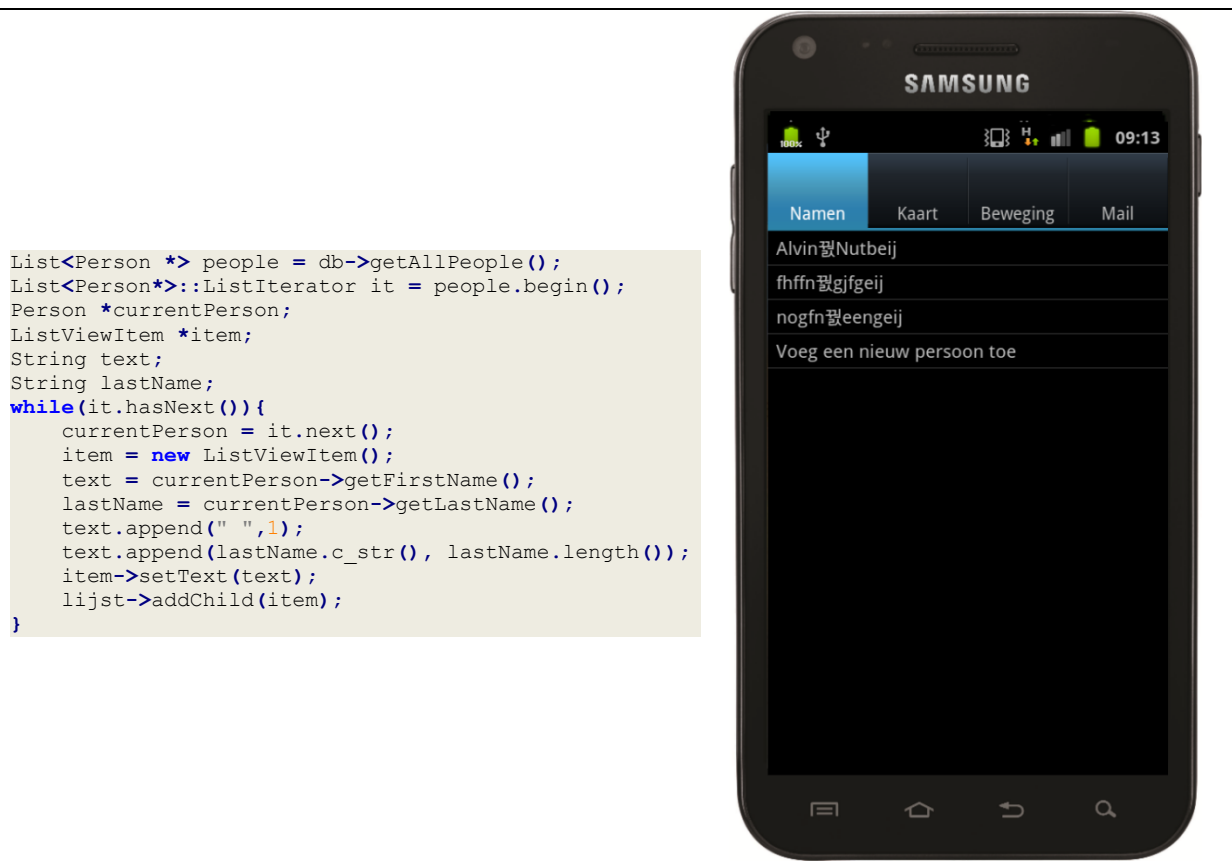 List<Person *> people = db->getAllPeople();
List<Person*>::ListIterator it = people.begin();
Person *currentPerson;
ListViewItem *item;
String text;
String lastName;
while(it.hasNext()){
    currentPerson = it.next();
    item = new ListViewItem();
    text = currentPerson->getFirstName();
    lastName = currentPerson->getLastName();
    text.append(" ",1);
    text.append(lastName.c_str(), lastName.length());
    item->setText(text);
    lijst->addChild(item);
}
SAMSUNG
100% H 09:13
Namen Kaart Beweging Mail
Alvin뀂Nutbeij
fhffn뀂gjfgeij
nogfn뀂eengeij
Voeg een nieuw persoon toe